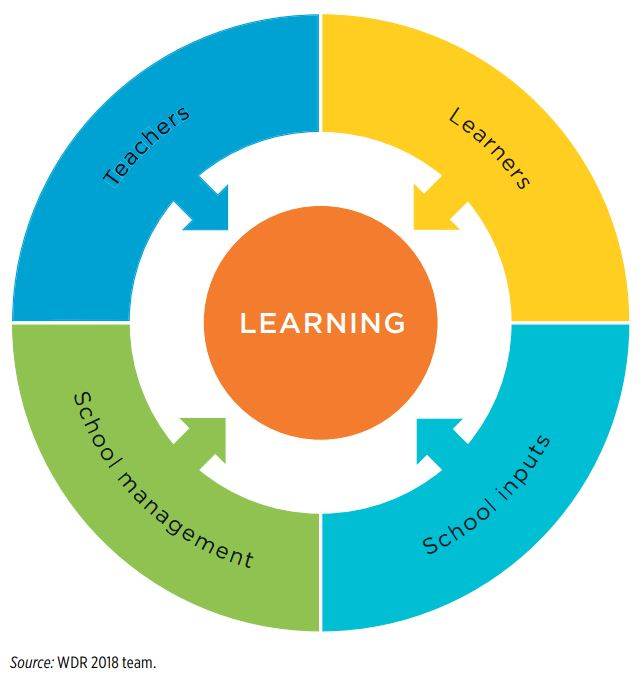 Teachers
Learners
LEARNING
School management
School inputs
Source: WDR 2018 team.